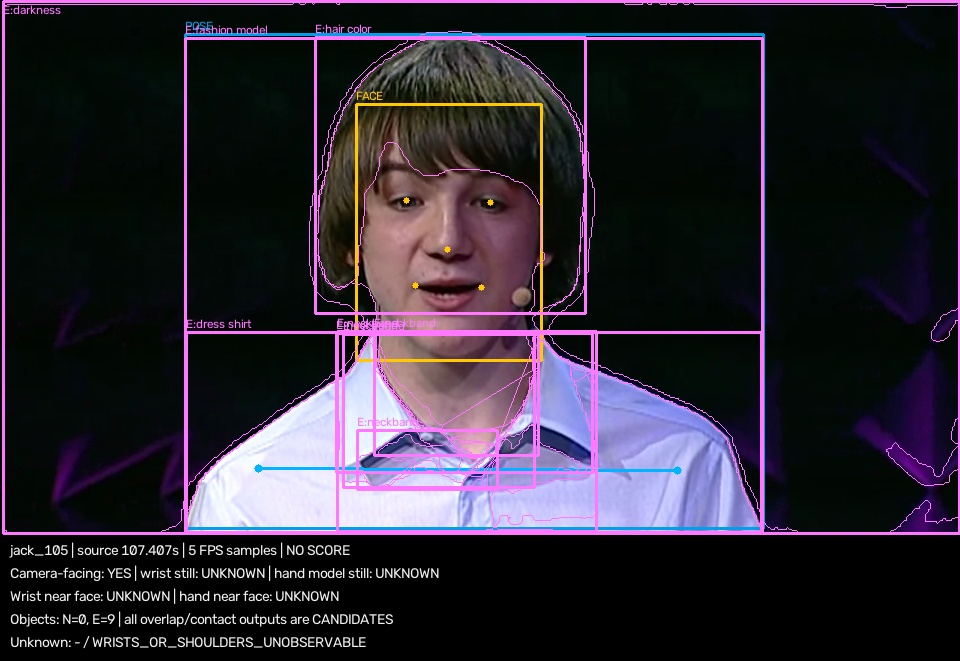 E:darkness
POSE
E:fashion model
E:hair color
FACE
E:dress shirt
E:neckband
jack_105 | source 107.407s | 5 FPS samples | NO SCORE
Camera-facing: YES | wrist still: UNKNOWN | hand model still: UNKNOWN
Wrist near face: UNKNOWN | hand near face: UNKNOWN
Objects: N=0, E=9 | all overlap/contact outputs are CANDIDATES
Unknown: - / WRISTS_OR_SHOULDERS_UNOBSERVABLE